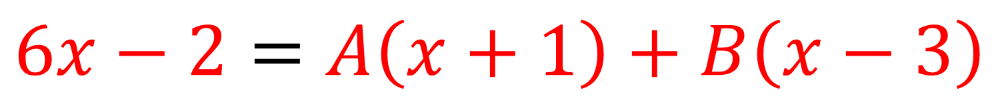 6x − 2 = A(x + 1) + B(x − 3)